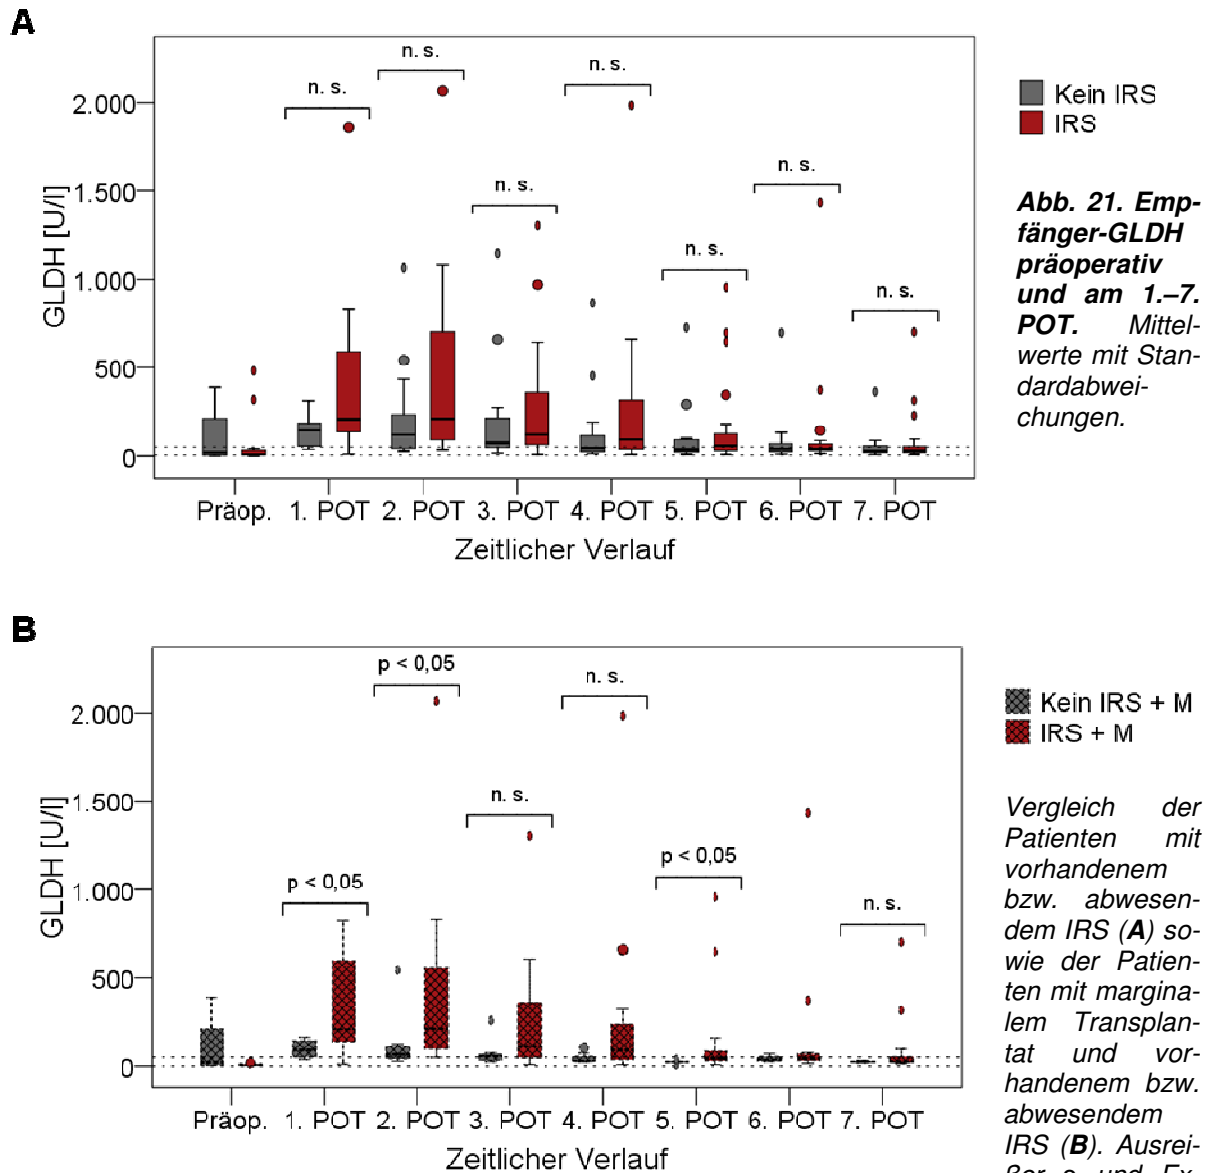 A
n. s.
n. s.
n. s.
n. s.
n. s.
n. s.
n. s.
2.000
1.500
1.000
500
0
GLDH [U/l]
Präop. 1. POT 2. POT 3. POT 4. POT 5. POT 6. POT 7. POT
Zeitlicher Verlauf
Kein IRS
IRS
Abb. 21. Emp-
fänger-GLDH
präoperativ
und am 1.–7.
POT. Mittel-
werte mit Stan-
dardabwei-
chungen.
B
p < 0,05
p < 0,05
n. s.
n. s.
p < 0,05
n. s.
2.000
1.500
1.000
500
0
GLDH [U/l]
Präop. 1. POT 2. POT 3. POT 4. POT 5. POT 6. POT 7. POT
Zeitlicher Verlauf
Kein IRS + M
IRS + M
Vergleich der
Patienten mit
vorhandenem
bzw. abwesen-
dem IRS (A) so-
wie der Patien-
ten mit margina-
lem Transplan-
tat und vor-
handenem bzw.
abwesendem
IRS (B). Ausrei-